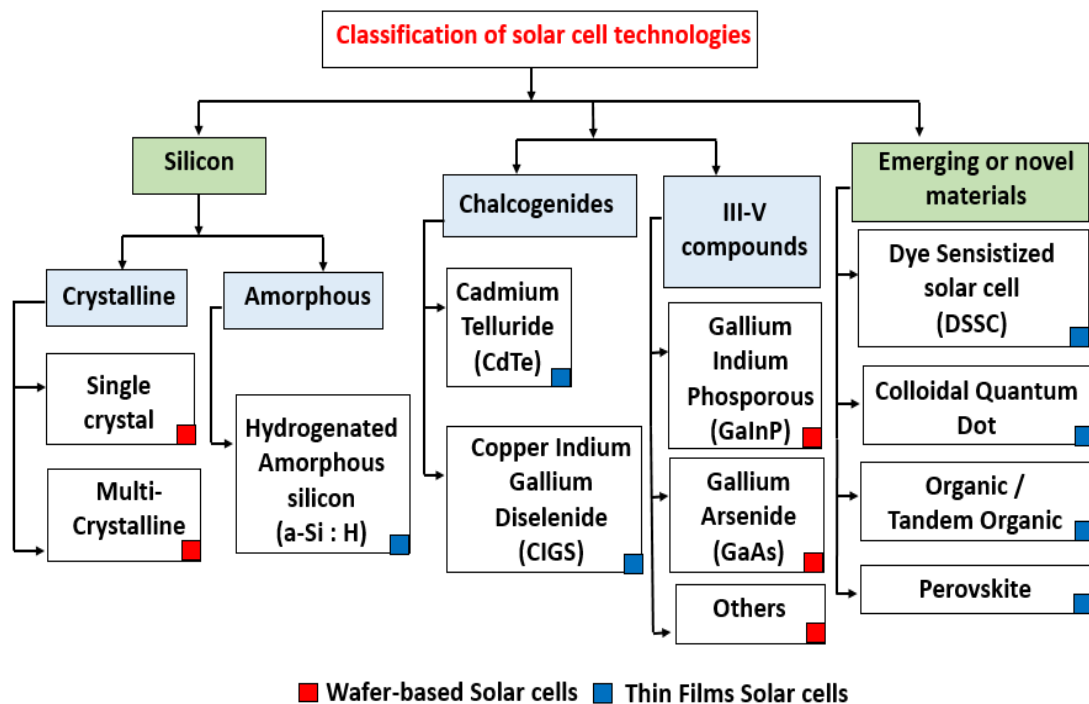 Classification of solar cell technologies
Silicon
Crystalline
Single
crystal
Multi-
Crystalline
Amorphous
Hydrogenated
Amorphous
silicon
(a-Si : H)
Chalcogenides
Cadmium
Telluride
(CdTe)
Copper Indium
Gallium
Diselenide
(CIGS)
III-V
compounds
Gallium
Indium
Phosporous
(GaInP)
Gallium
Arsenide
(GaAs)
Others
Emerging or novel
materials
Dye Sensistized
solar cell
(DSSC)
Colloidal Quantum
Dot
Organic /
Tandem Organic
Perovskite
Wafer-based Solar cells
Thin Films Solar cells